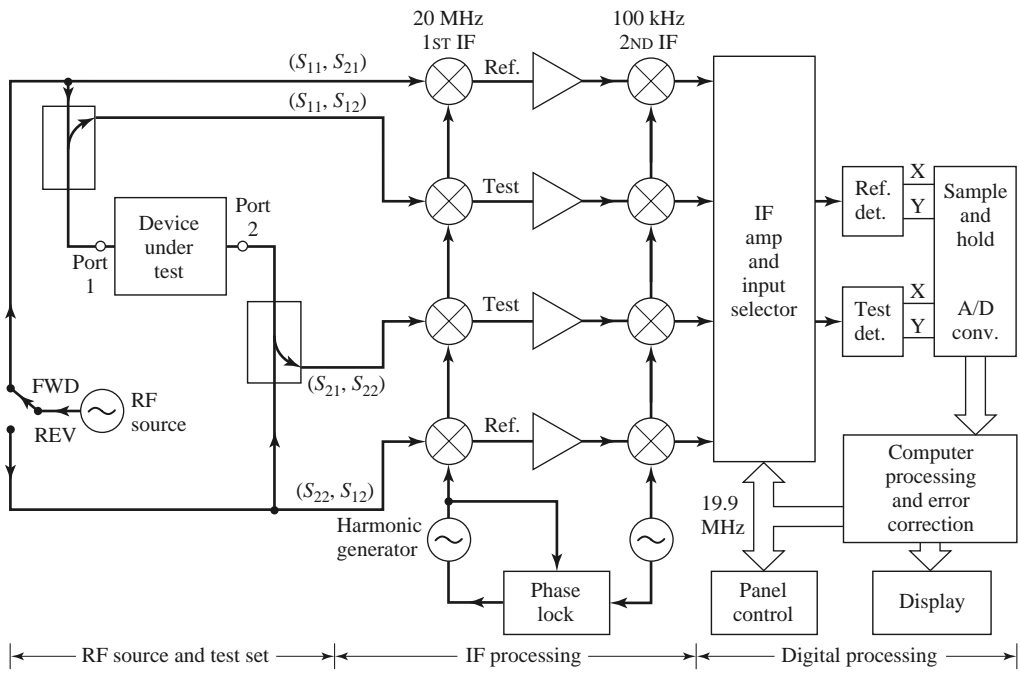 20 MHz
1ST IF
100 kHz
2ND IF
(S11, S21)
Ref.
(S11, S12)
Test
Device
under
test
Port
1
Port
2
Test
(S21, S22)
FWD
REV
RF
source
Ref.
(S22, S12)
Harmonic
generator
Phase
lock
IF
amp
and
input
selector
Ref.
det.
X
Y
Sample
and
hold
Test
det.
X
Y
A/D
conv.
19.9
MHz
Computer
processing
and error
correction
Panel
control
Display
RF source and test set
IF processing
Digital processing